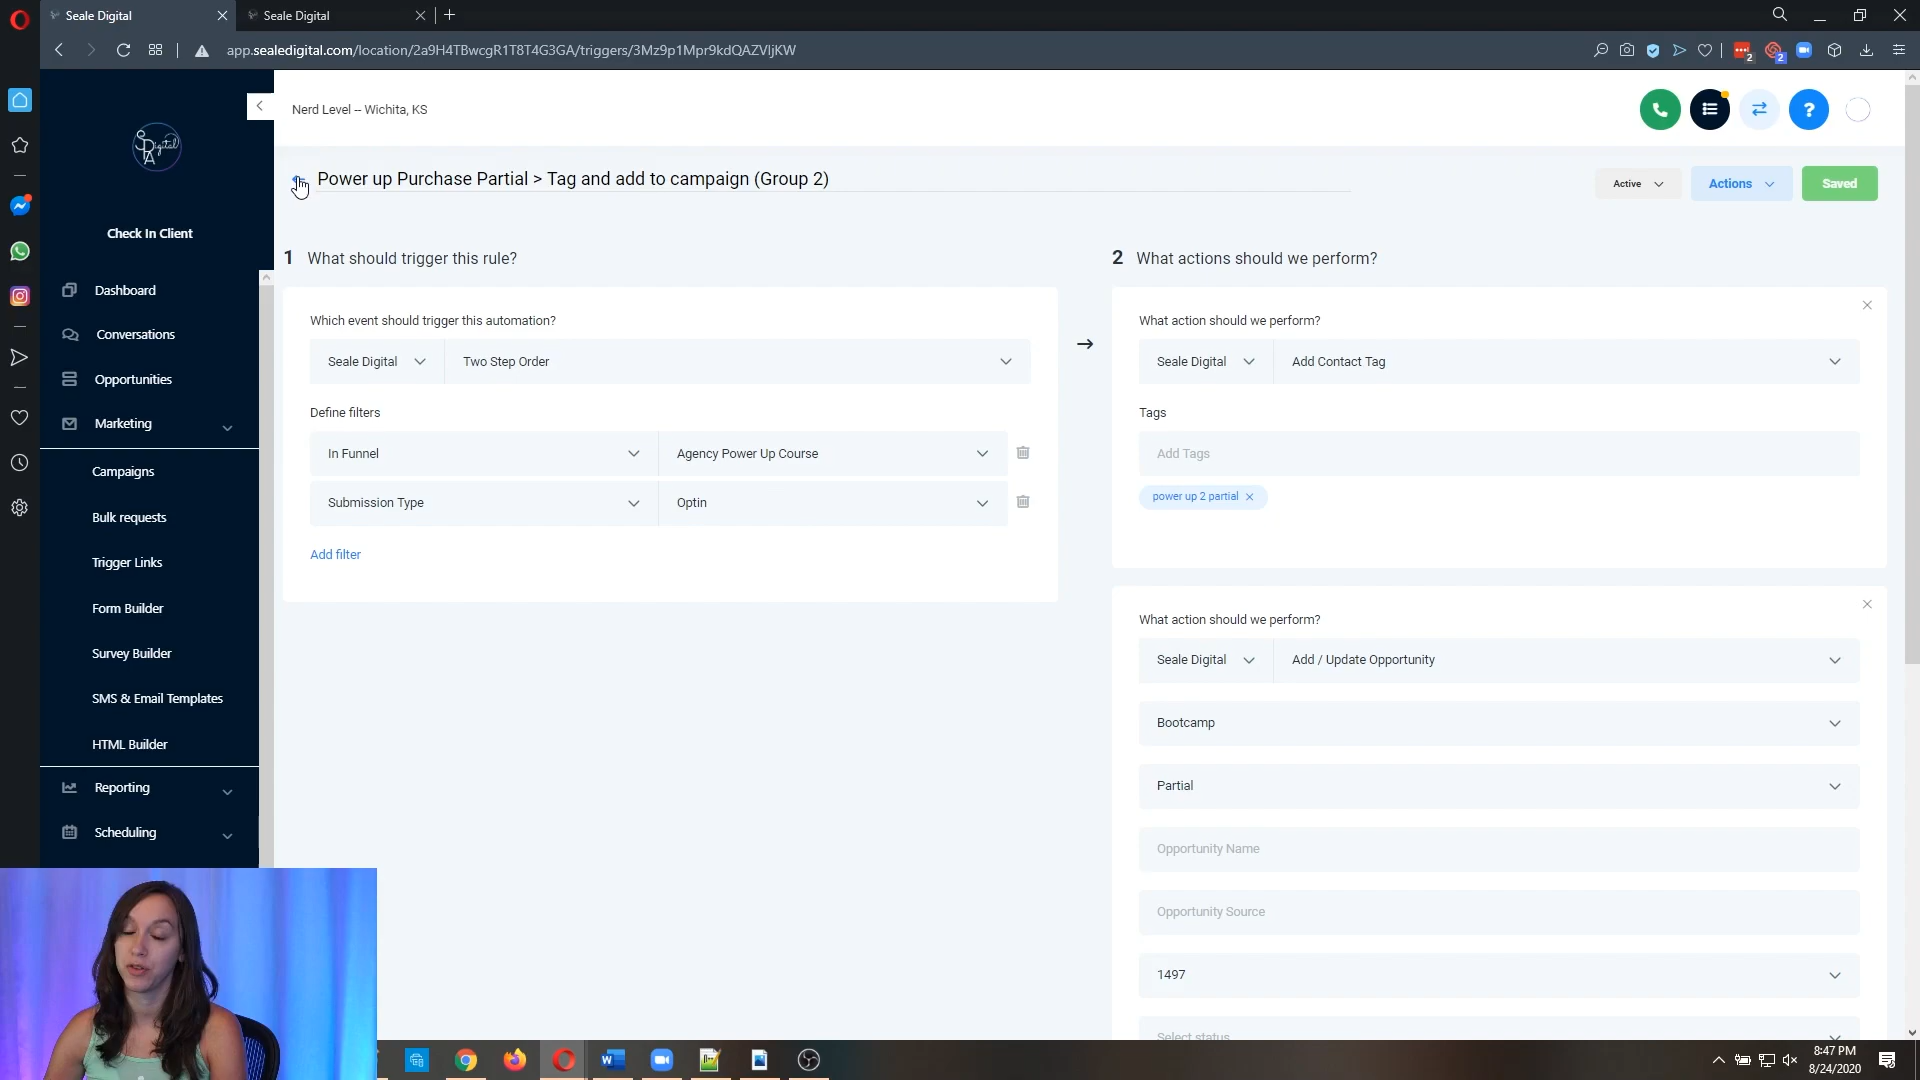 Seale Digital
Seale Digital
app.sealedigital.com/location/2a9H4TBwcgR1T8T4G3GA/triggers/3Mz9p1Mpr9kdQAZVljKW
2
2
Nerd Level -- Wichita, KS
Digital
Check In Client
Dashboard
Conversations
Opportunities
Marketing
Campaigns
Bulk requests
Trigger Links
Form Builder
Survey Builder
SMS & Email Templates
HTML Builder
Reporting
Scheduling
Power up Purchase Partial > Tag and add to campaign (Group 2)
Active
Actions
Saved
1 What should trigger this rule?
Which event should trigger this automation?
Seale Digital
Two Step Order
Define filters
In Funnel
Agency Power Up Course
Submission Type
Optin
Add filter
2 What actions should we perform?
What action should we perform?
Seale Digital
Add Contact Tag
Tags
Add Tags
power up 2 partial
What action should we perform?
Seale Digital
Add / Update Opportunity
Bootcamp
Partial
Opportunity Name
Opportunity Source
1497
Select status
8:47 PM
8/24/2020